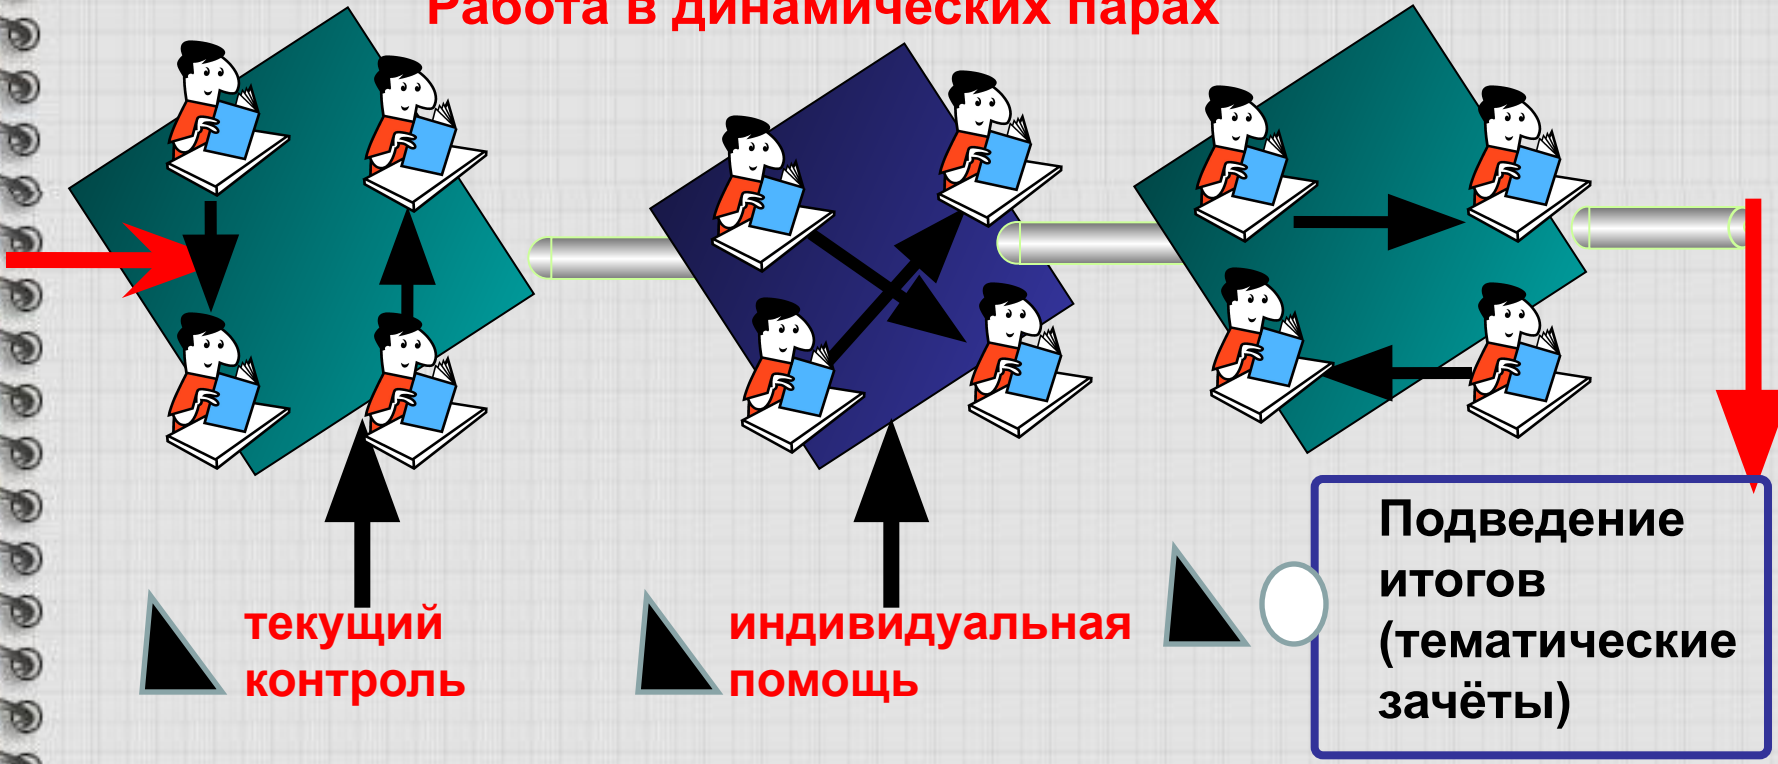 Работа в динамических парах
текущий
контроль
индивидуальная
помощь
Подведение
итогов
(тематические
зачёты)